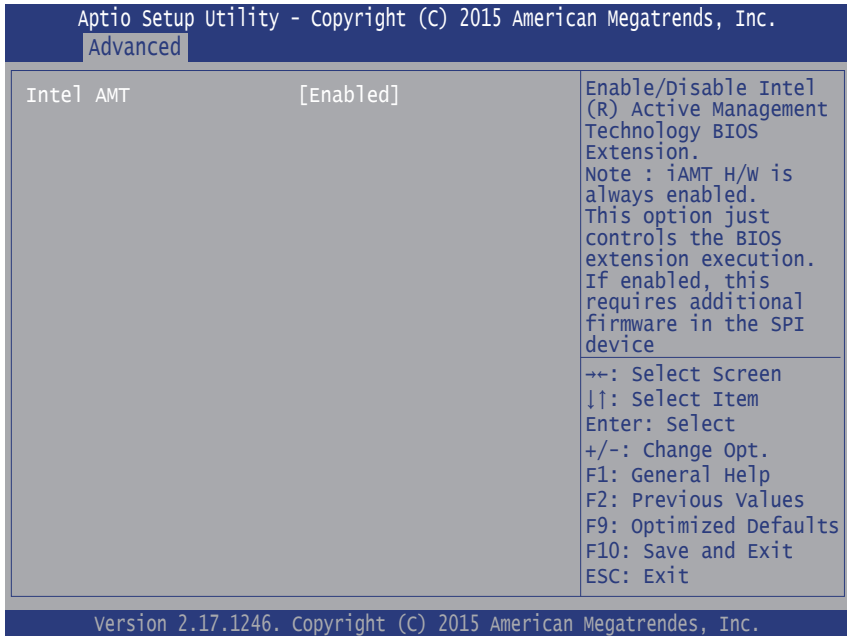 Aptio Setup Utility - Copyright (C) 2015 American Megatrends, Inc.
Advanced
Intel AMT [Enabled]
Enable/Disable Intel
(R) Active Management
Technology BIOS
Extension.
Note : iAMT H/W is
always enabled.
This option just
controls the BIOS
extension execution.
If enabled, this
requires additional
firmware in the SPI
device
→←: Select Screen
↓↑: Select Item
Enter: Select
+/-: Change Opt.
F1: General Help
F2: Previous Values
F9: Optimized Defaults
F10: Save and Exit
ESC: Exit
Version 2.17.1246. Copyright (C) 2015 American Megatrendes, Inc.